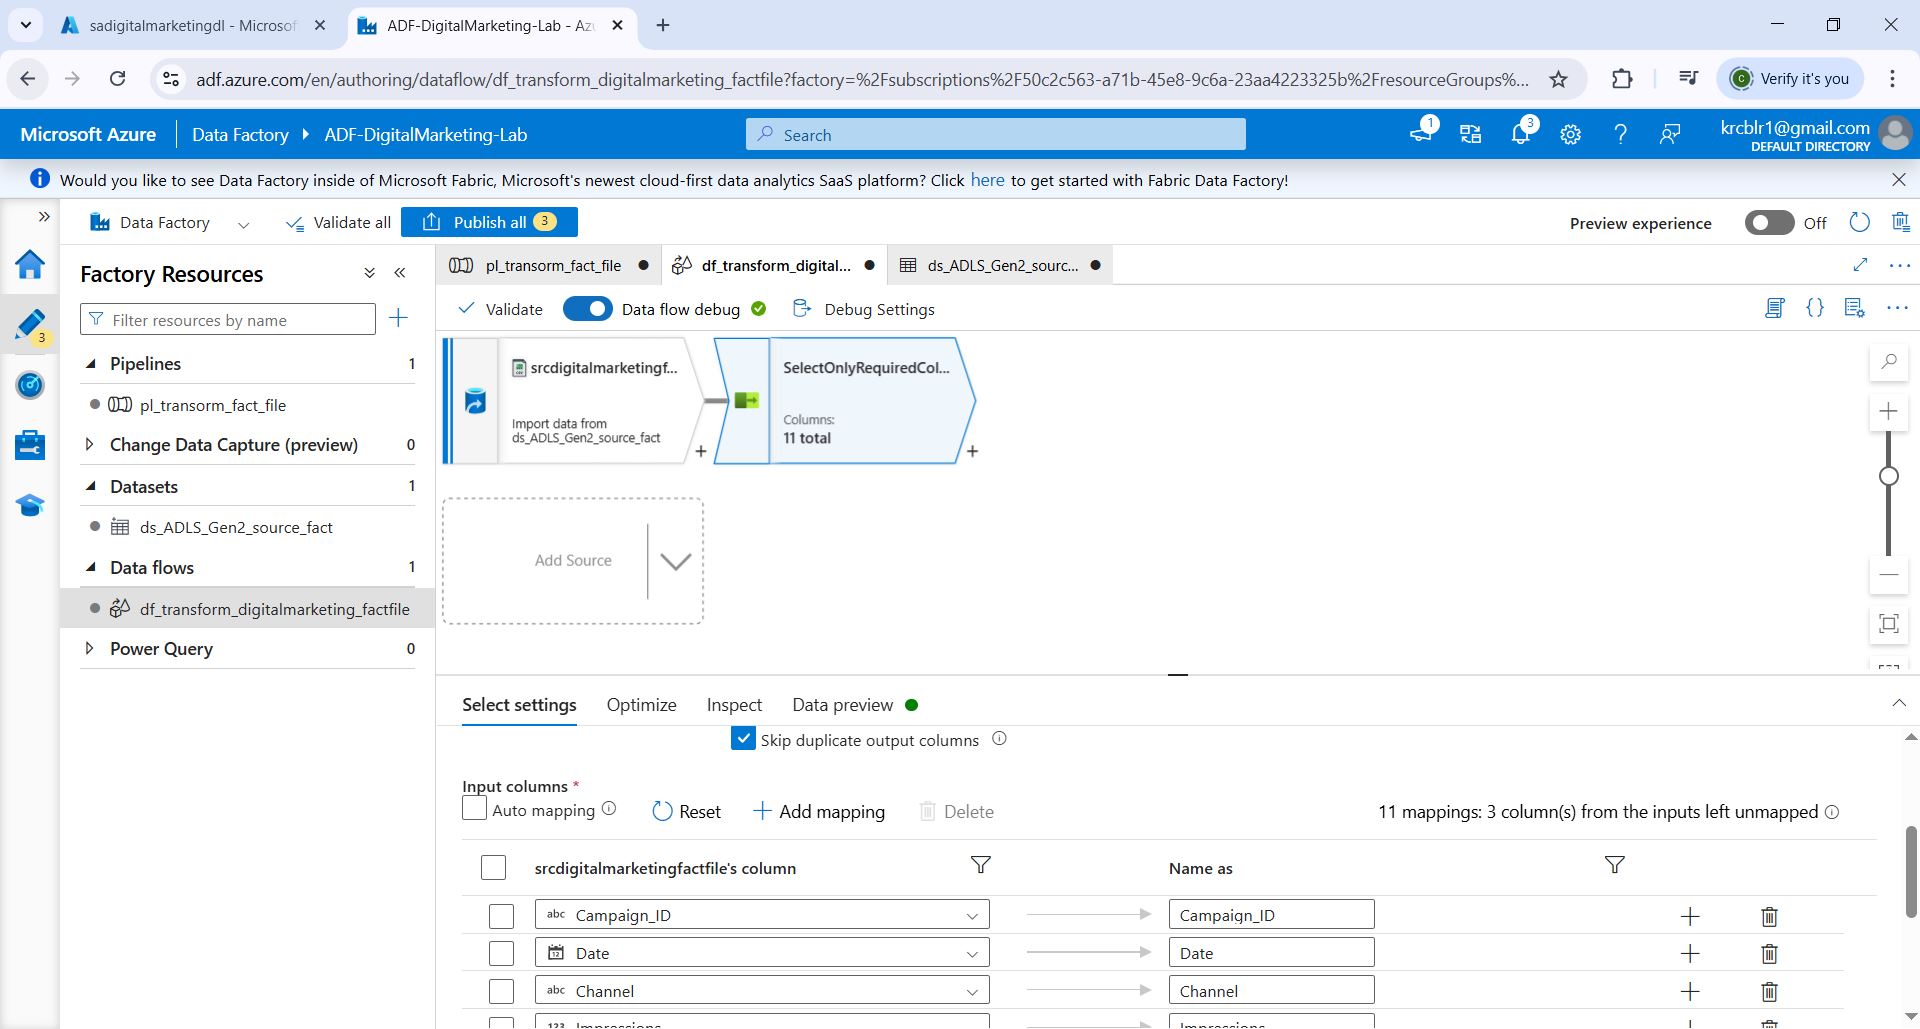 sadigitalmarketingdl - Microsof
ADF-DigitalMarketing-Lab - Az
adf.azure.com/en/authoring/dataflow/df_transform_digitalmarketing_factfile?factory=%2Fsubscriptions%2F50c2c563-a71b-45e8-9c6a-23aa4223325b%2FresourceGroups%...
C
Verify it's you
Microsoft Azure
Data Factory
ADF-DigitalMarketing-Lab
Search
1
3
krcblr1@gmail.com
DEFAULT DIRECTORY
Would you like to see Data Factory inside of Microsoft Fabric, Microsoft's newest cloud-first data analytics SaaS platform? Click here to get started with Fabric Data Factory!
Data Factory
Validate all
Publish all
3
Preview experience
Off
Factory Resources
Filter resources by name
3
Pipelines
1
pl_transorm_fact_file
Change Data Capture (preview)
0
Datasets
1
ds_ADLS_Gen2_source_fact
Data flows
1
df_transform_digitalmarketing_factfile
Power Query
0
pl_transorm_fact_file
df_transform_digital...
ds_ADLS_Gen2_sourc...
Validate
Data flow debug
Debug Settings
srcdigitalmarketingf...
Import data from
ds_ADLS_Gen2_source_fact
SelectOnlyRequiredCol...
Columns:
11 total
Add Source
Select settings
Optimize
Inspect
Data preview
Skip duplicate output columns
Input columns *
Auto mapping
Reset
Add mapping
Delete
11 mappings: 3 column(s) from the inputs left unmapped
srcdigitalmarketingfactfile's column
Name as
abc Campaign_ID
Campaign_ID
12 Date
Date
abc Channel
Channel
123 Impressions
Impressions